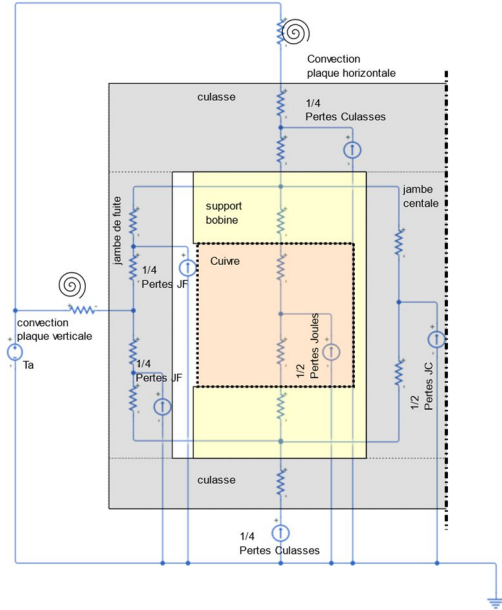 Convection
plaque horizontale
culasse
1/4
Pertes Culasses
jambe de fuite
support
bobine
jambe
centale
Cuivre
1/4
Pertes JF
convection
plaque verticale
Ta
1/4
Pertes JF
1/2
Pertes Joules
1/2
Pertes JC
culasse
1/4
Pertes Culasses